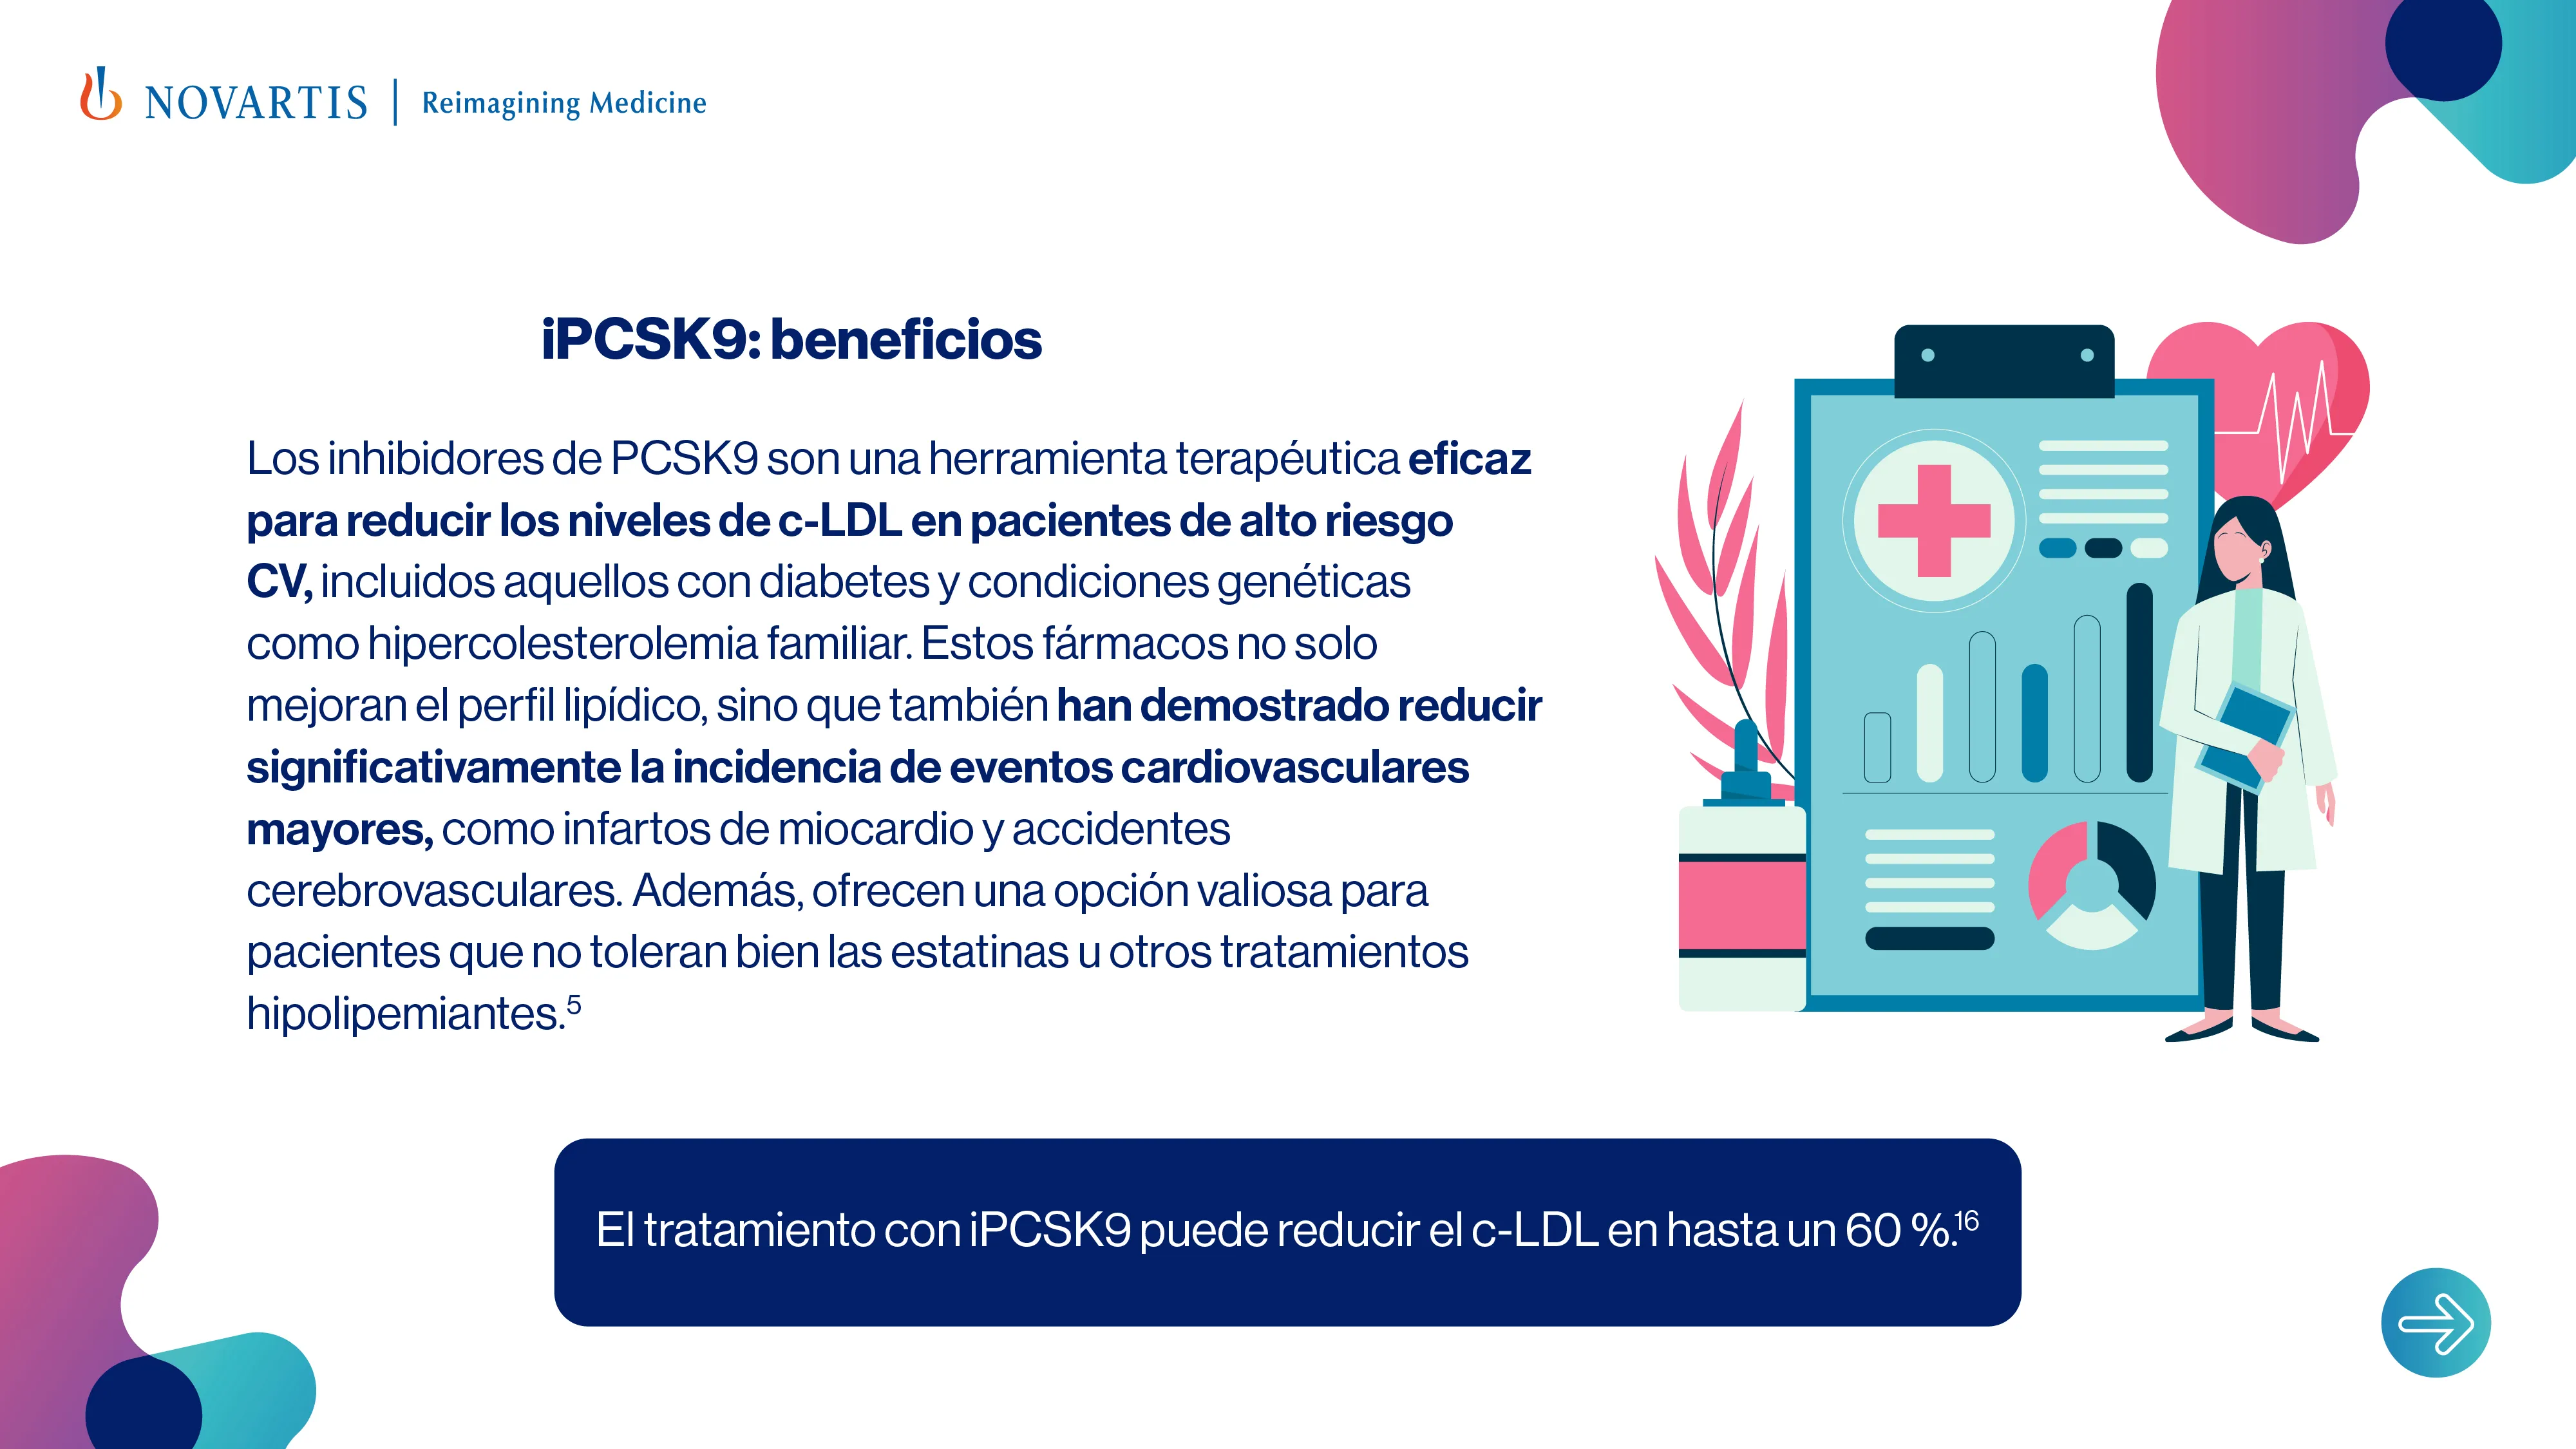 NOVARTIS | Reimagining Medicine
iPCSK9: beneficios
Los inhibidores de PCSK9 son una herramienta terapéutica eficaz
para reducir los niveles de c-LDL en pacientes de alto riesgo
CV, incluidos aquellos con diabetes y condiciones genéticas
como hipercolesterolemia familiar. Estos fármacos no solo
mejoran el perfil lipídico, sino que también han demostrado reducir
significativamente la incidencia de eventos cardiovasculares
mayores, como infartos de miocardio y accidentes
cerebrovasculares. Además, ofrecen una opción valiosa para
pacientes que no toleran bien las estatinas u otros tratamientos
hipolipemiantes.⁵
El tratamiento con iPCSK9 puede reducir el c-LDL en hasta un 60 %.¹⁶